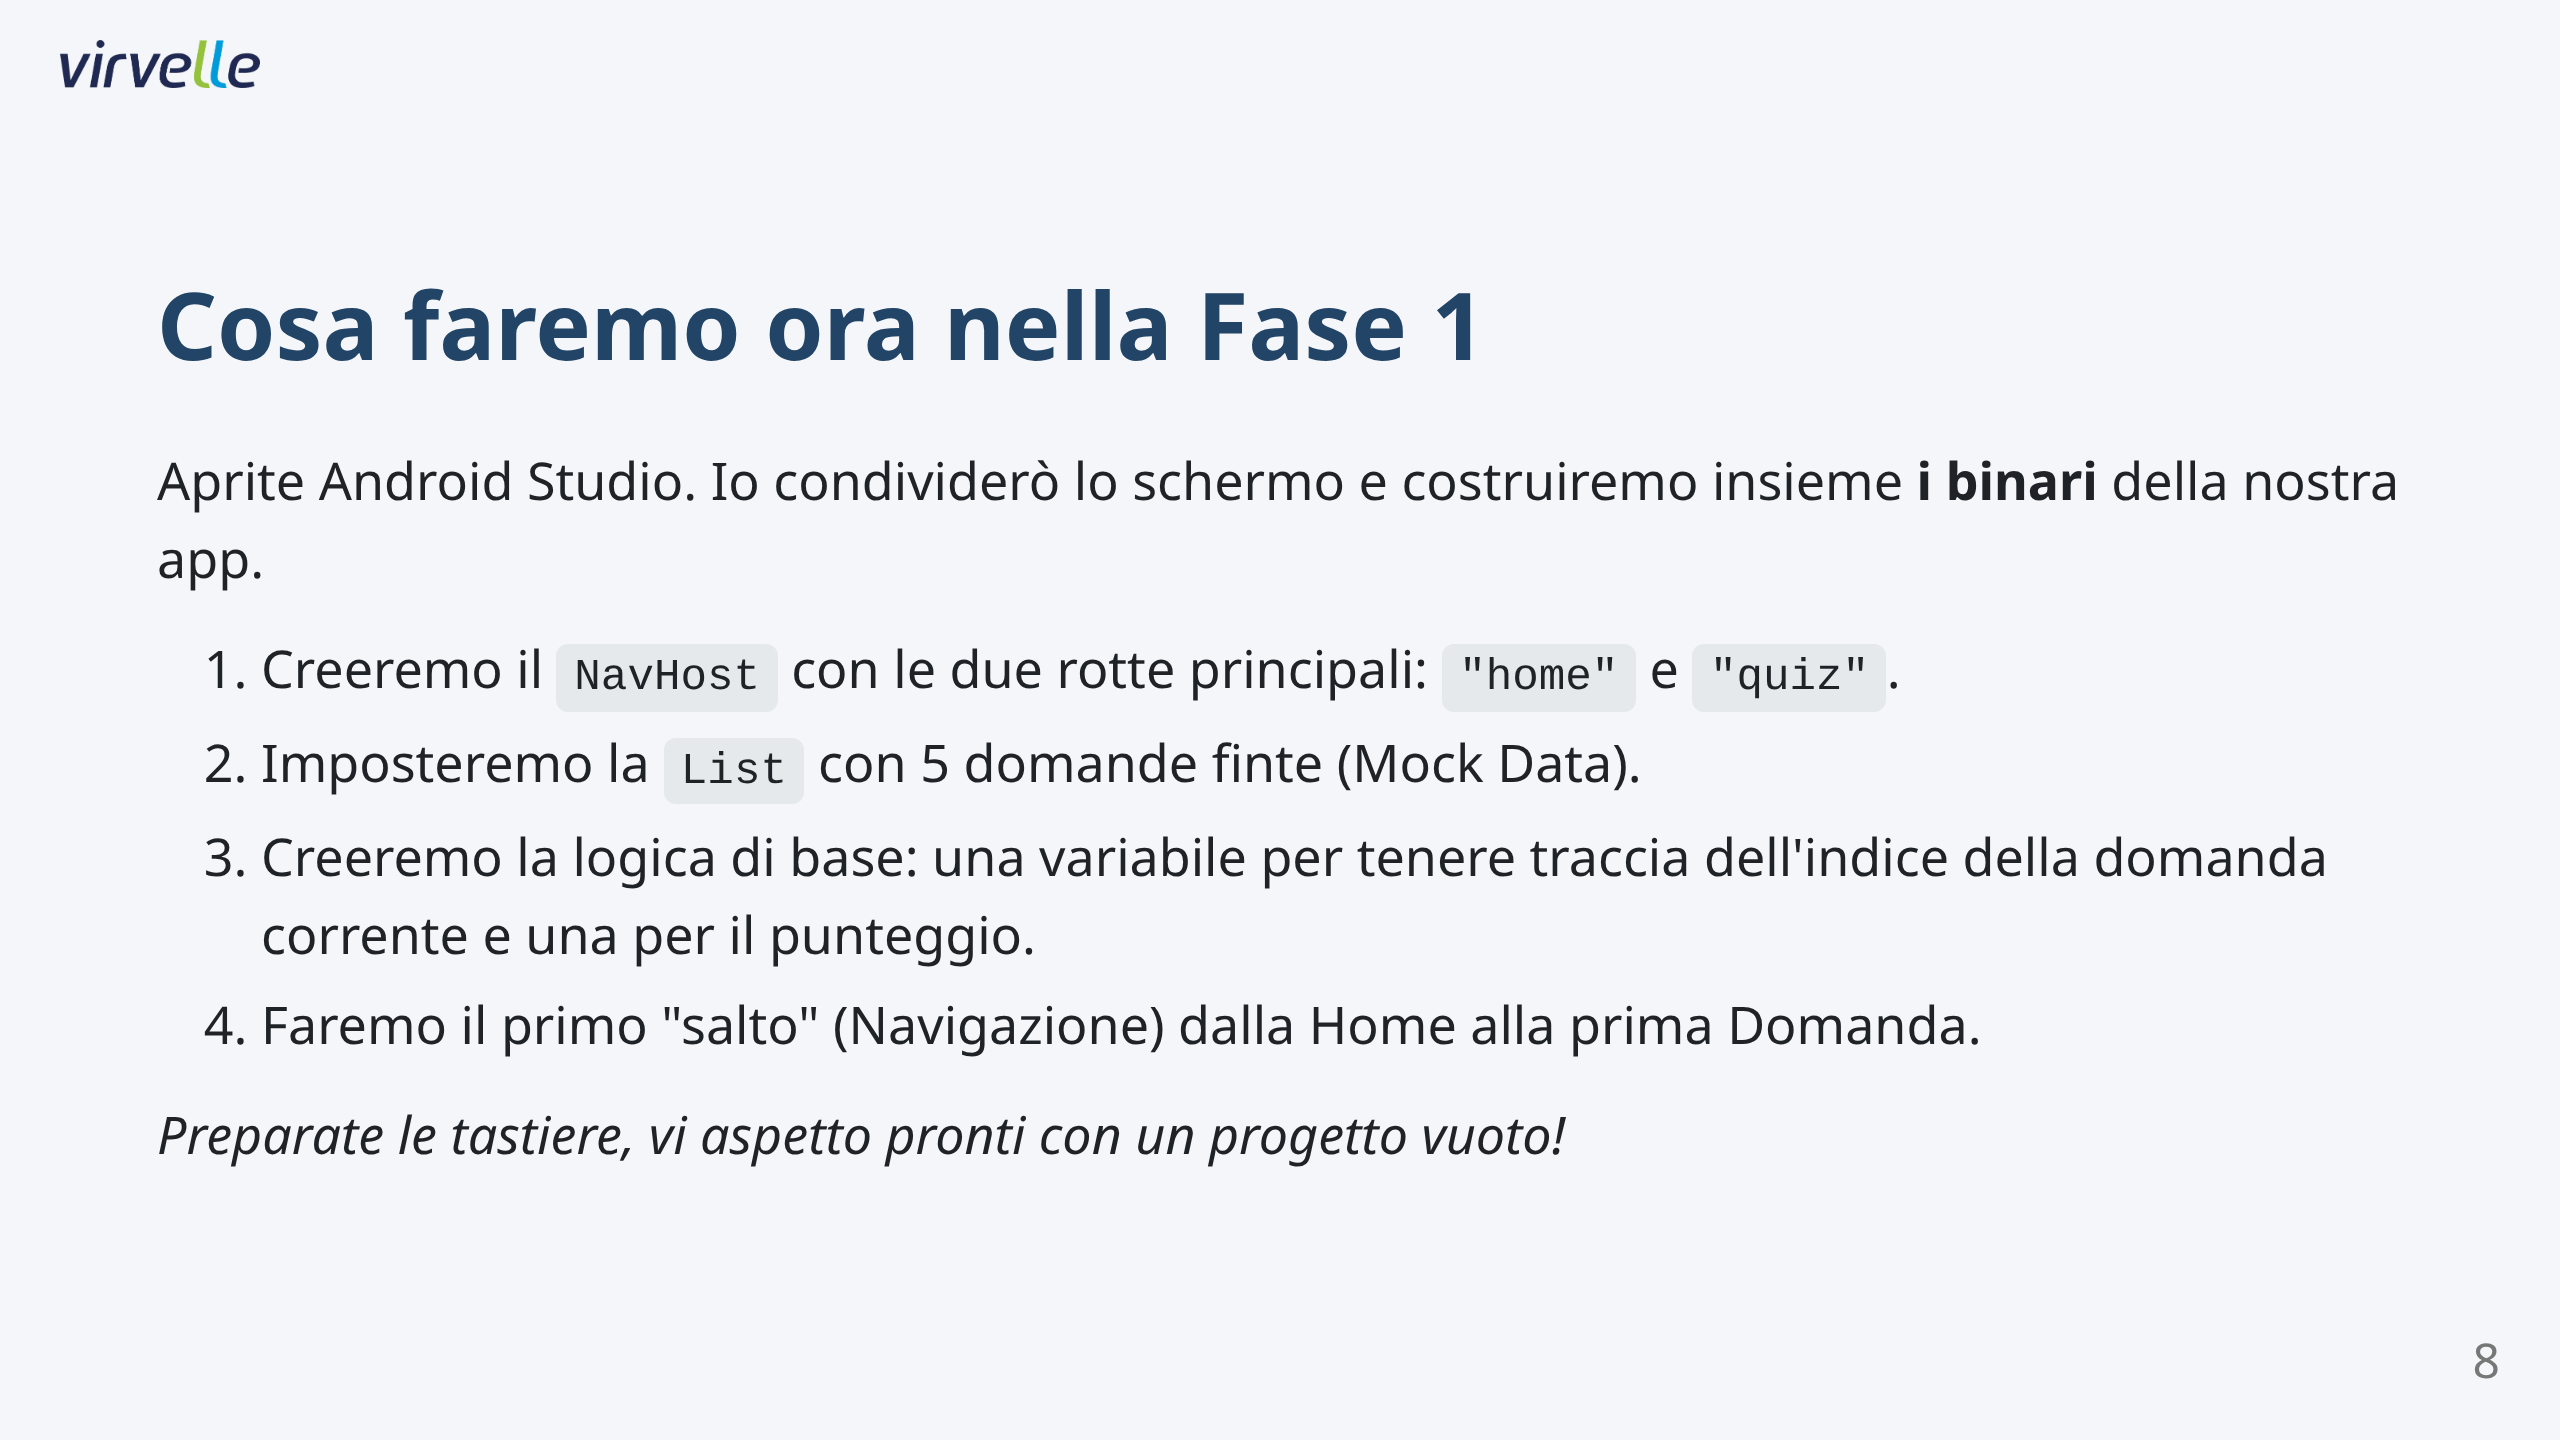 virvelle
Cosa faremo ora nella Fase 1
Aprite Android Studio. Io condividerò lo schermo e costruiremo insieme i binari della nostra
app.
1. Creeremo il NavHost con le due rotte principali: "home" e "quiz".
2. Imposteremo la List con 5 domande finte (Mock Data).
3. Creeremo la logica di base: una variabile per tenere traccia dell'indice della domanda
corrente e una per il punteggio.
4. Faremo il primo "salto" (Navigazione) dalla Home alla prima Domanda.
Preparate le tastiere, vi aspetto pronti con un progetto vuoto!
8